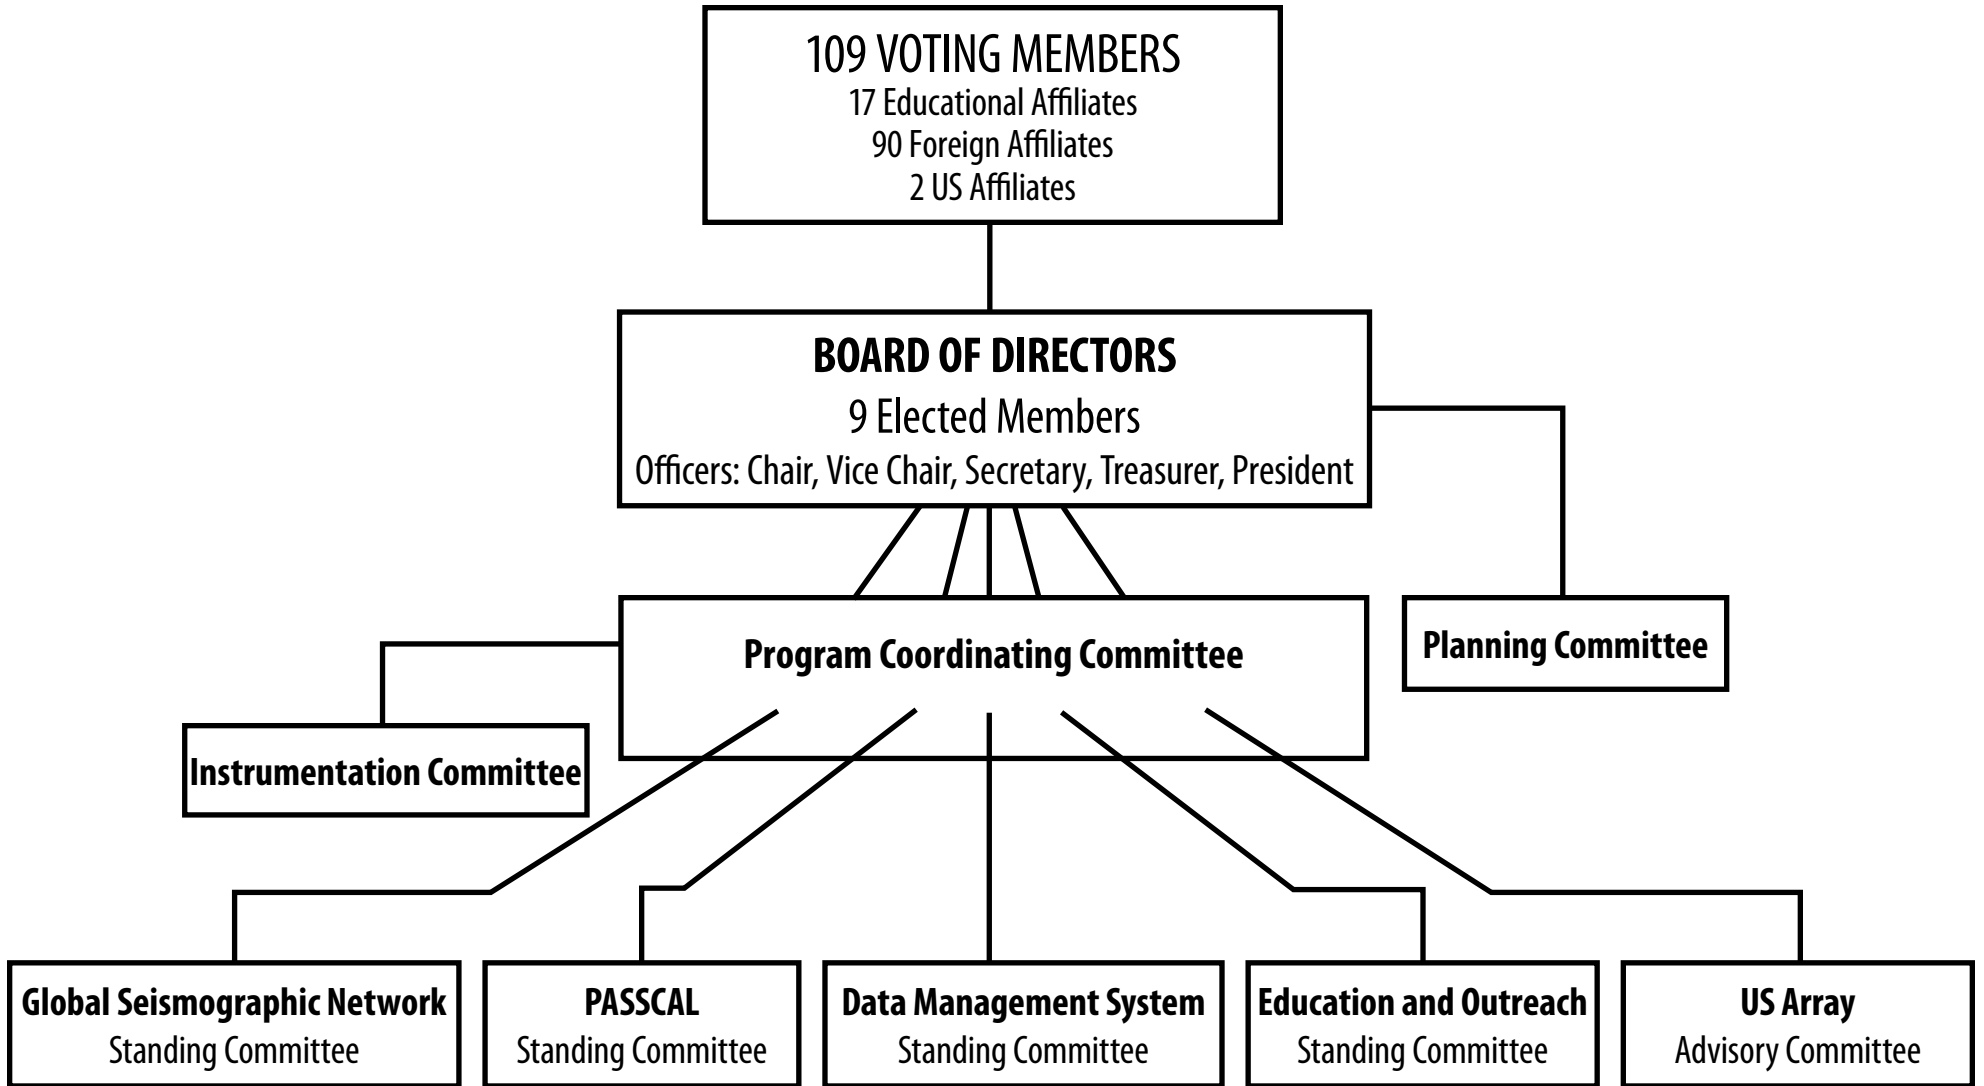 109 VOTING MEMBERS
17 Educational Affiliates
90 Foreign Affiliates
2 US Affiliates
BOARD OF DIRECTORS
9 Elected Members
Officers: Chair, Vice Chair, Secretary, Treasurer, President
Program Coordinating Committee
Planning Committee
Instrumentation Committee
Global Seismographic Network
Standing Committee
PASSCAL
Standing Committee
Data Management System
Standing Committee
Education and Outreach
Standing Committee
US Array
Advisory Committee